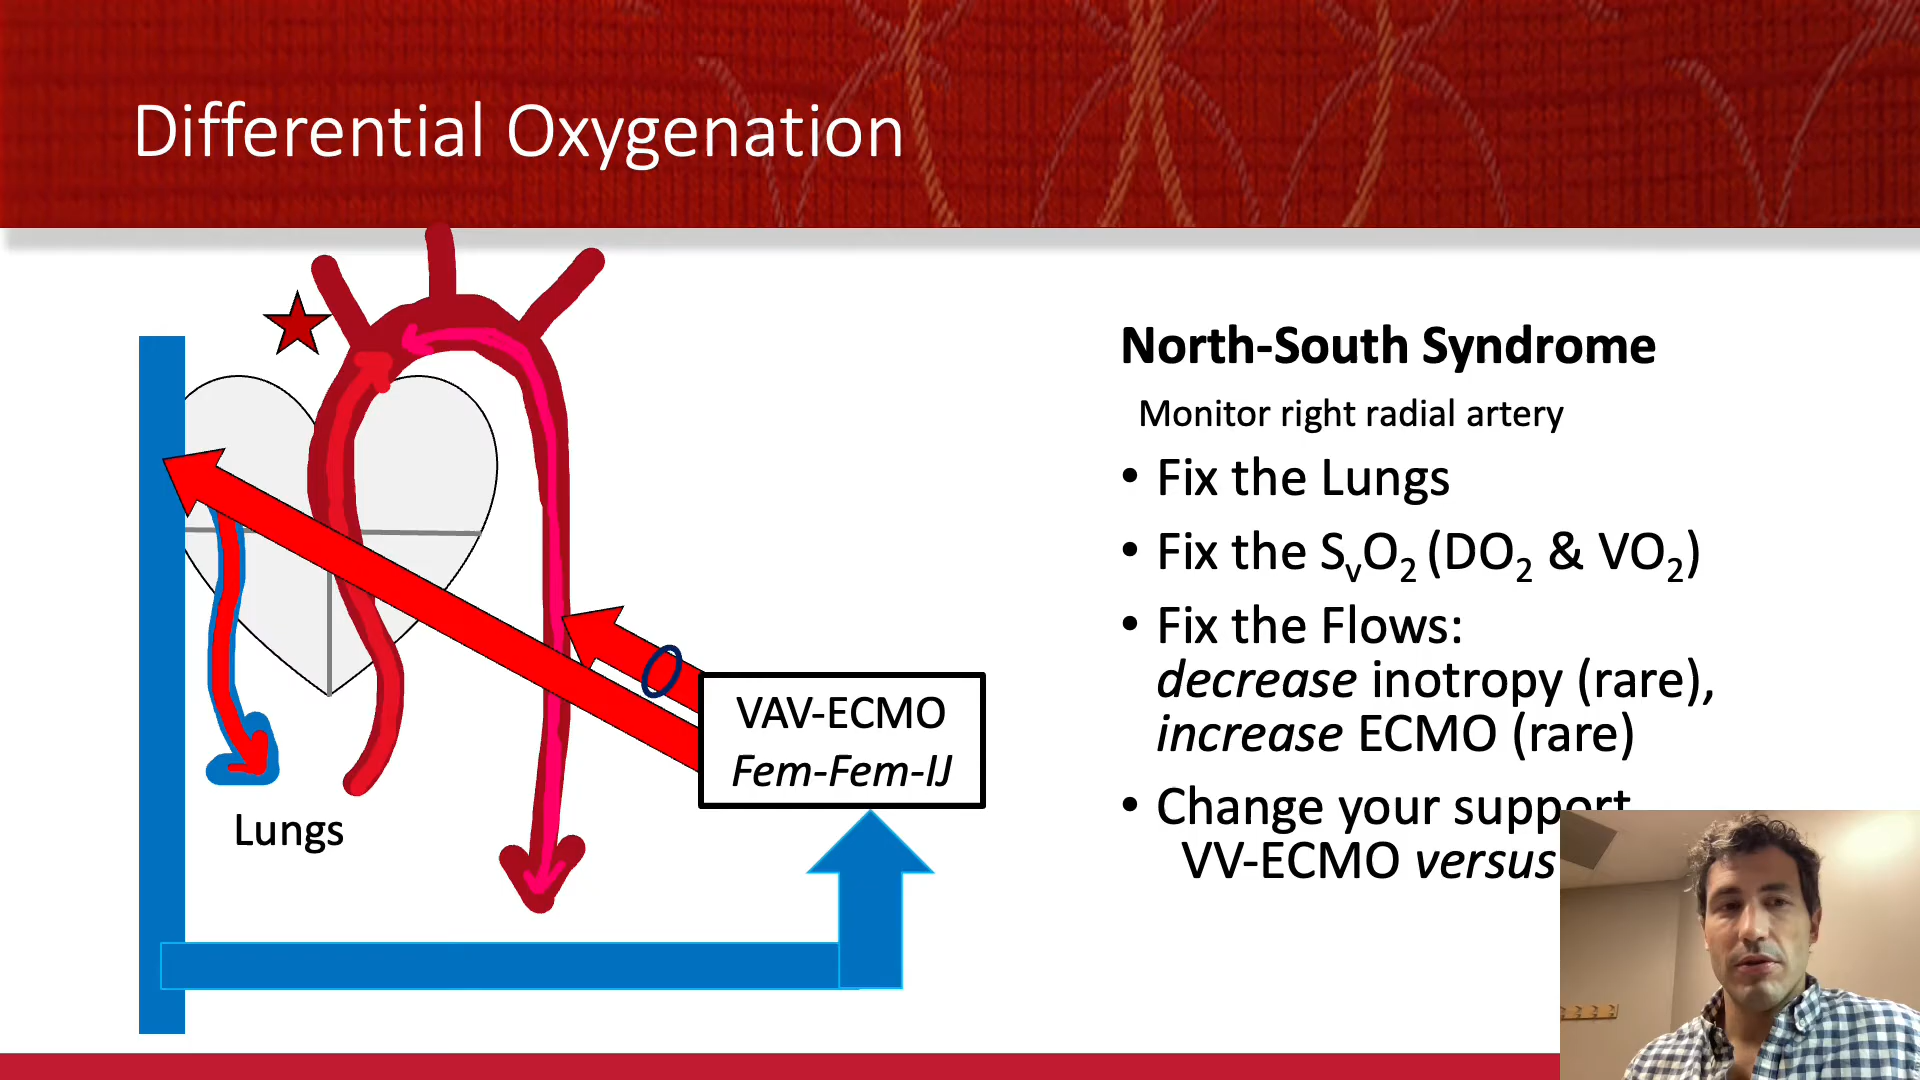 Differential Oxygenation
VAV-ECMO
Fem-Fem-IJ
Lungs
North-South Syndrome
Monitor right radial artery
• Fix the Lungs
• Fix the SvO2 (DO2 & VO2)
• Fix the Flows:
decrease inotropy (rare),
increase ECMO (rare)
• Change your support
VV-ECMO versus